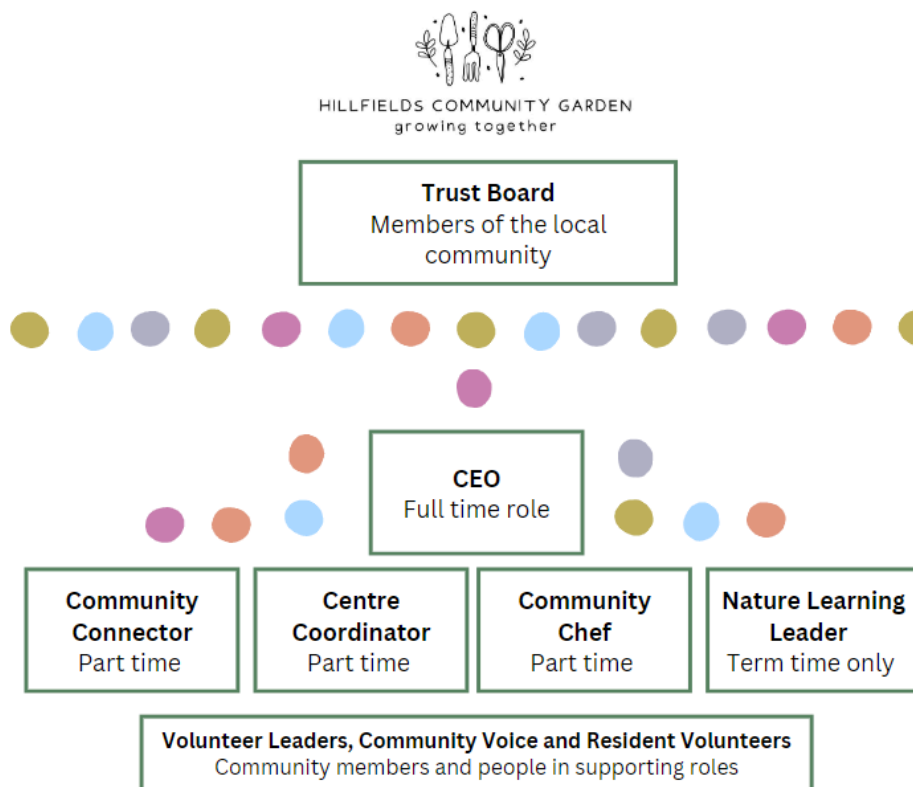 HILLFIELDS COMMUNITY GARDEN
growing together
Trust Board
Members of the local
community
CEO
Full time role
Community
Connector
Part time
Centre
Coordinator
Part time
Community
Chef
Part time
Nature Learning
Leader
Term time only
Volunteer Leaders, Community Voice and Resident Volunteers
Community members and people in supporting roles